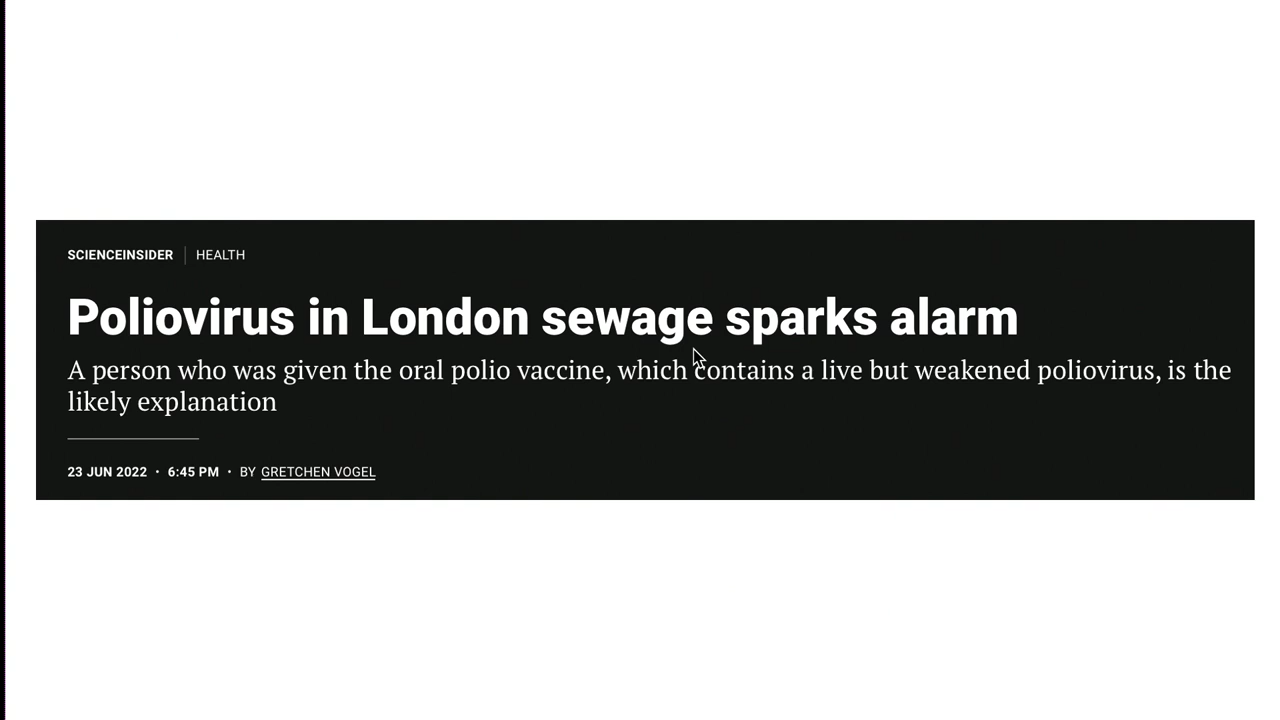 SCIENCEINSIDER | HEALTH
Poliovirus in London sewage sparks alarm
A person who was given the oral polio vaccine, which contains a live but weakened poliovirus, is the
likely explanation
23 JUN 2022 • 6:45 PM • BY GRETCHEN VOGEL